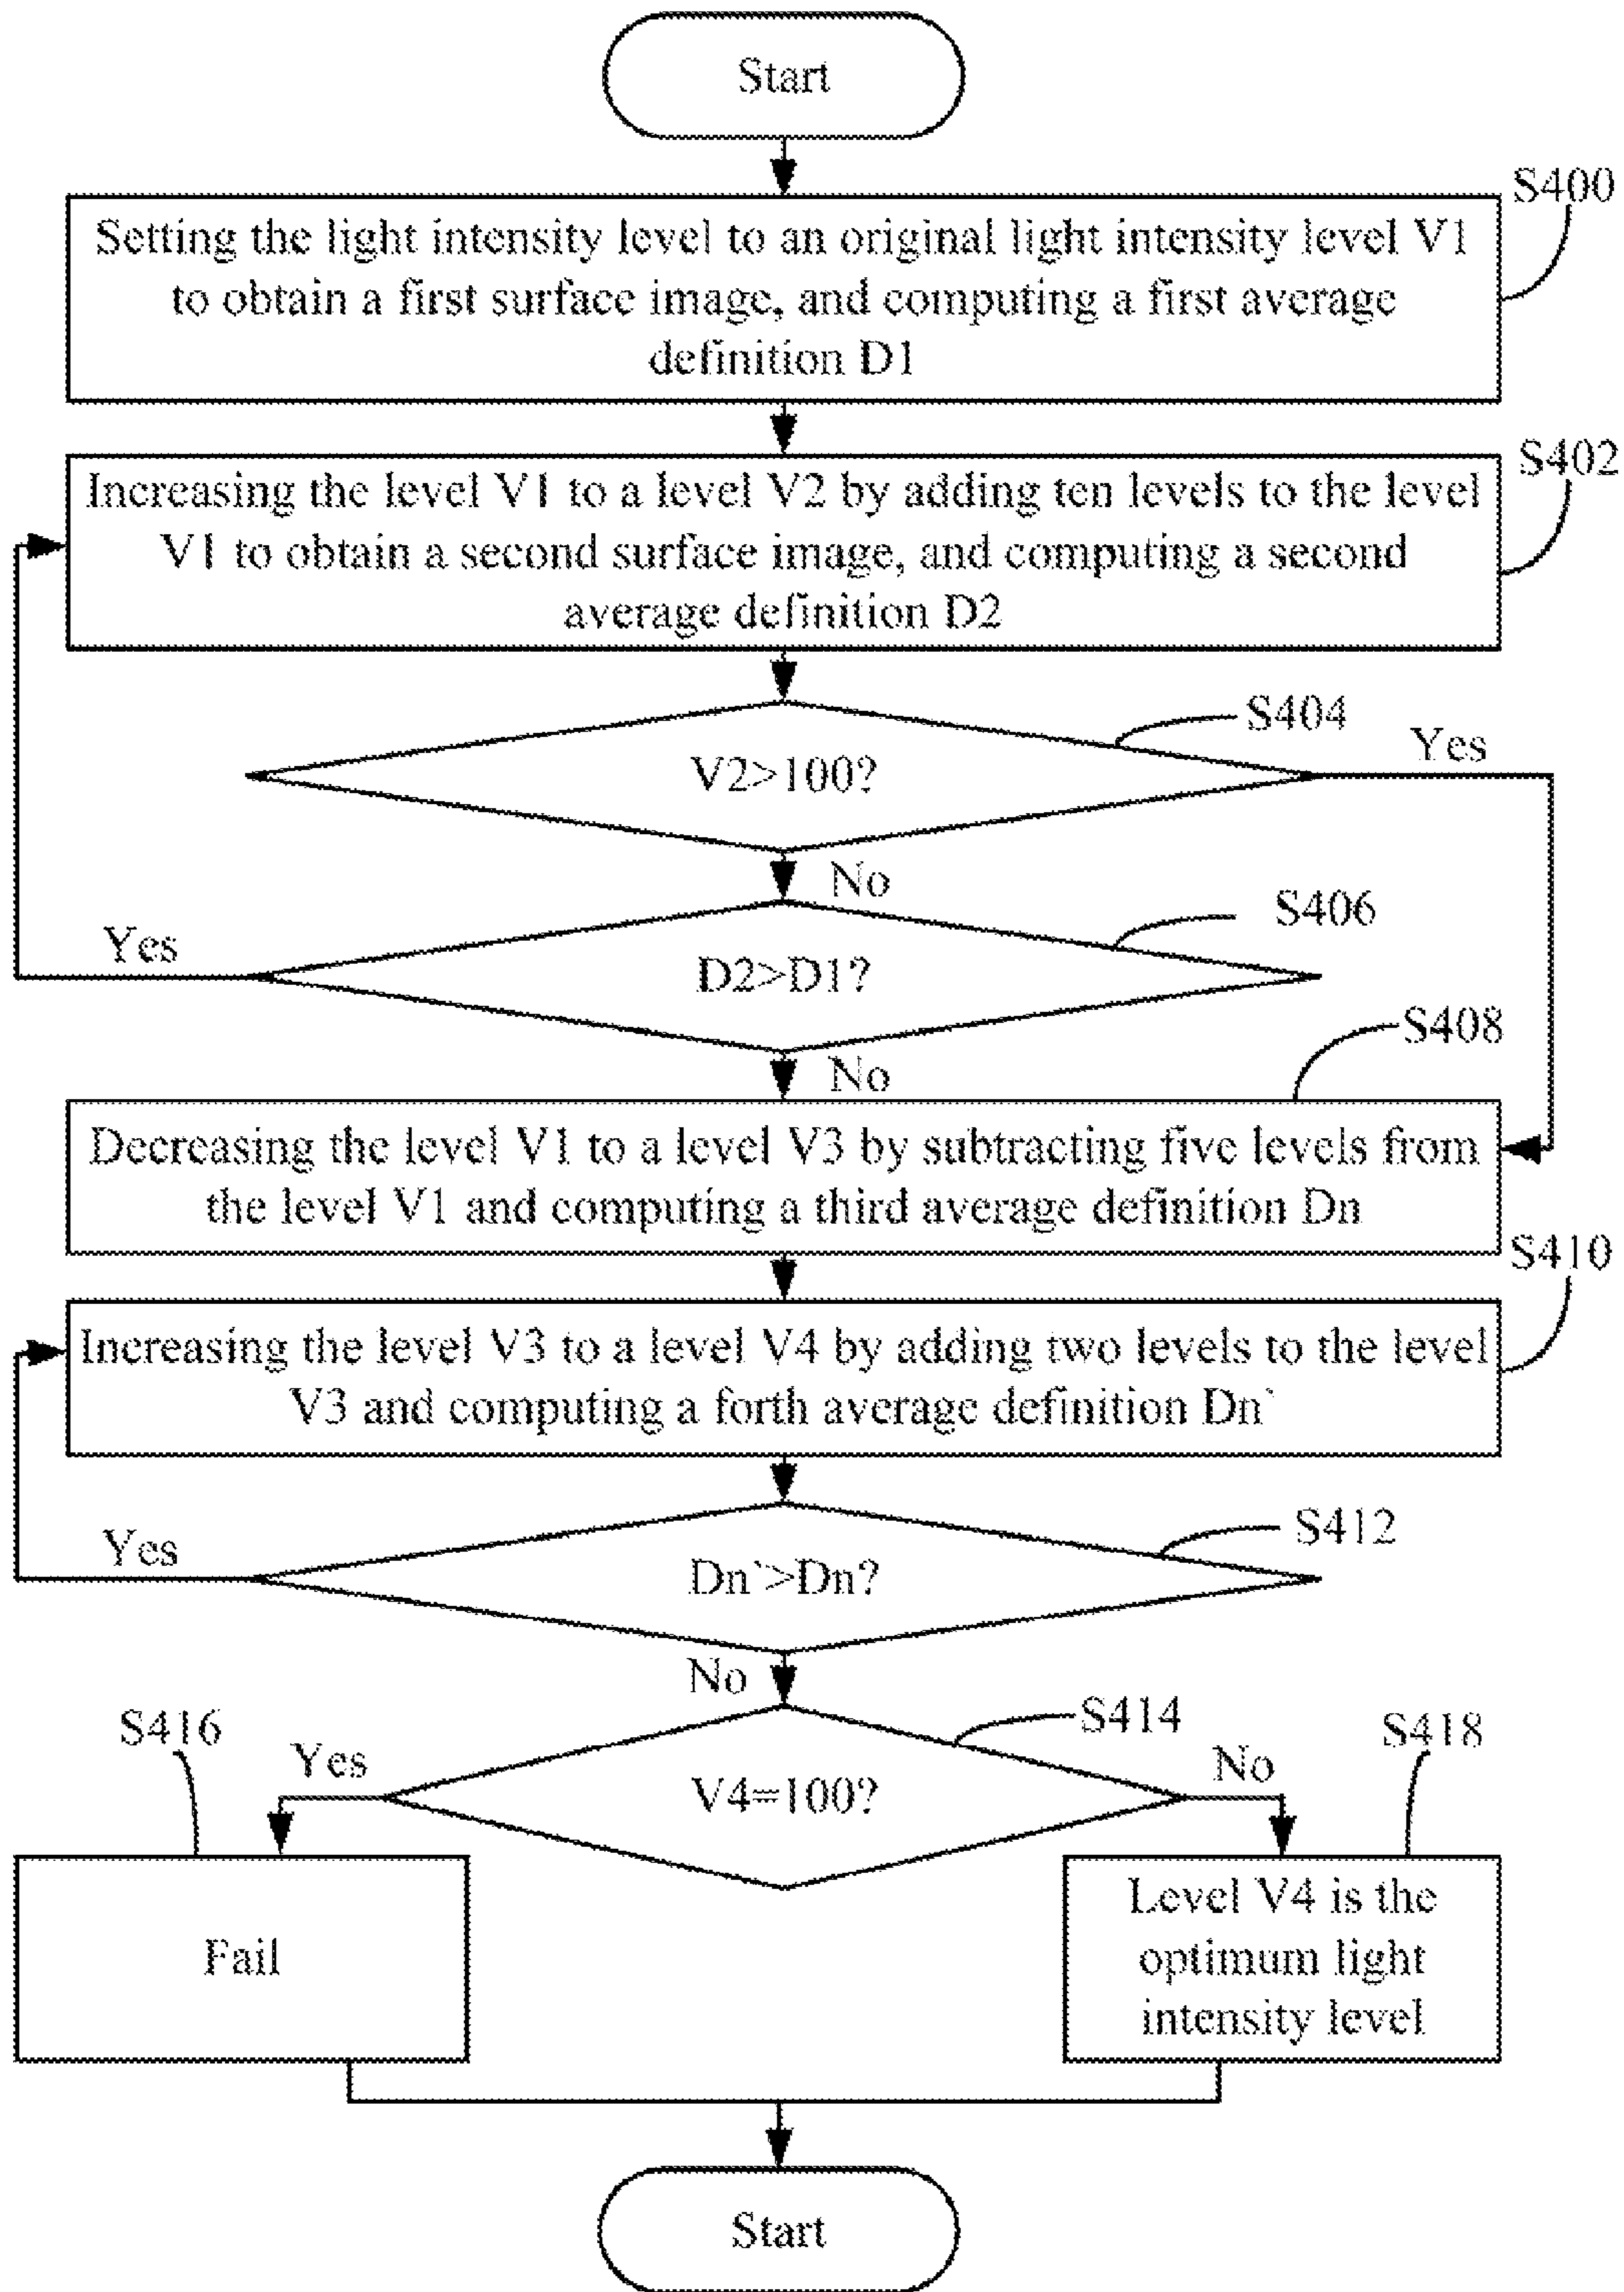 Start
S400
Setting the light intensity level to an original light intensity level V1
to obtain a first surface image, and computing a first average
definition D1
S402
Increasing the level V1 to a level V2 by adding ten levels to the level
V1 to obtain a second surface image, and computing a second
average definition D2
S404
V2>100?
Yes
No
S406
D2>D1?
Yes
No
S408
Decreasing the level V1 to a level V3 by subtracting five levels from
the level V1 and computing a third average definition Dn
S410
Increasing the level V3 to a level V4 by adding two levels to the level
V3 and computing a forth average definition Dn`
S412
Dn`>Dn?
Yes
No
S414
V4=100?
Yes
No
S416
Fail
S418
Level V4 is the
optimum light
intensity level
Start